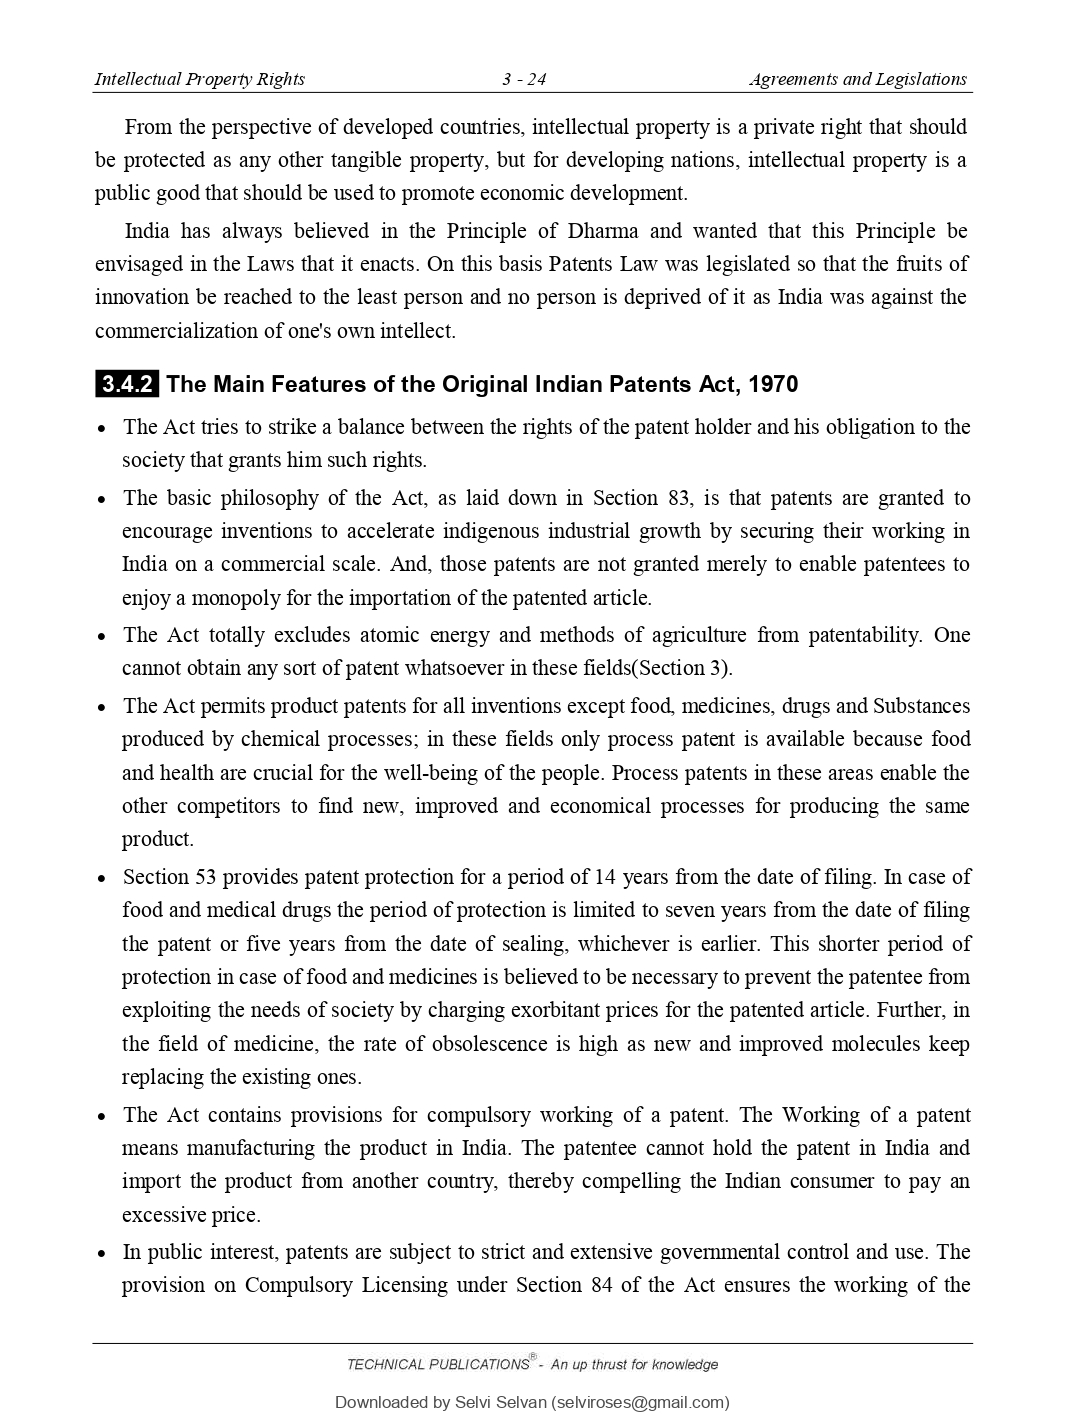 Intellectual Property Rights 3 - 24 Agreements and Legislations
From the perspective of developed countries, intellectual property is a private right that should
be protected as any other tangible property, but for developing nations, intellectual property is a
public good that should be used to promote economic development.
India has always believed in the Principle of Dharma and wanted that this Principle be
envisaged in the Laws that it enacts. On this basis Patents Law was legislated so that the fruits of
innovation be reached to the least person and no person is deprived of it as India was against the
commercialization of one's own intellect.
3.4.2 The Main Features of the Original Indian Patents Act, 1970
• The Act tries to strike a balance between the rights of the patent holder and his obligation to the
society that grants him such rights.
• The basic philosophy of the Act, as laid down in Section 83, is that patents are granted to
encourage inventions to accelerate indigenous industrial growth by securing their working in
India on a commercial scale. And, those patents are not granted merely to enable patentees to
enjoy a monopoly for the importation of the patented article.
• The Act totally excludes atomic energy and methods of agriculture from patentability. One
cannot obtain any sort of patent whatsoever in these fields(Section 3).
• The Act permits product patents for all inventions except food, medicines, drugs and Substances
produced by chemical processes; in these fields only process patent is available because food
and health are crucial for the well-being of the people. Process patents in these areas enable the
other competitors to find new, improved and economical processes for producing the same
product.
• Section 53 provides patent protection for a period of 14 years from the date of filing. In case of
food and medical drugs the period of protection is limited to seven years from the date of filing
the patent or five years from the date of sealing, whichever is earlier. This shorter period of
protection in case of food and medicines is believed to be necessary to prevent the patentee from
exploiting the needs of society by charging exorbitant prices for the patented article. Further, in
the field of medicine, the rate of obsolescence is high as new and improved molecules keep
replacing the existing ones.
• The Act contains provisions for compulsory working of a patent. The Working of a patent
means manufacturing the product in India. The patentee cannot hold the patent in India and
import the product from another country, thereby compelling the Indian consumer to pay an
excessive price.
• In public interest, patents are subject to strict and extensive governmental control and use. The
provision on Compulsory Licensing under Section 84 of the Act ensures the working of the
TECHNICAL PUBLICATIONS® - An up thrust for knowledge
Downloaded by Selvi Selvan (selviroses@gmail.com)